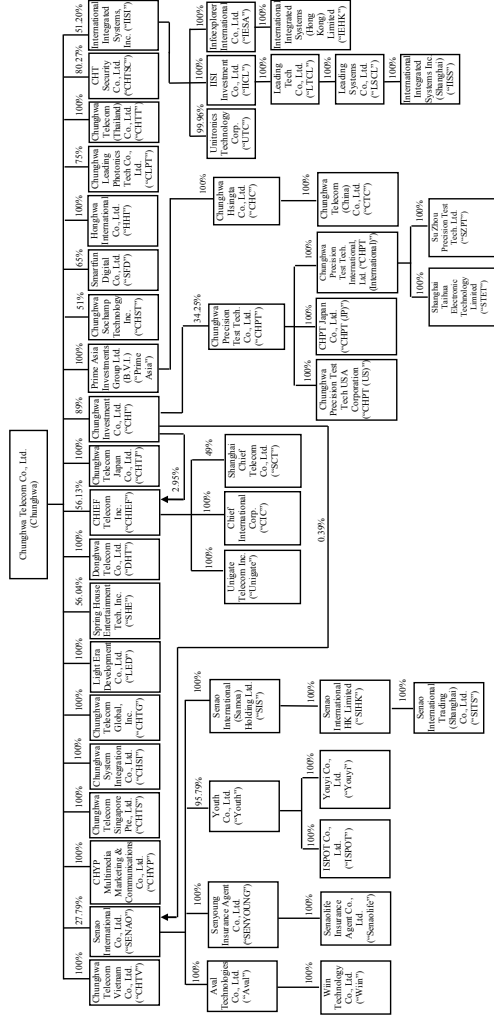 Chunghwa Telecom Co., Ltd.
(Chunghwa)
100%
27.79%
100%
100%
100%
100%
100%
56.04%
100%
56.13%
100%
89%
100%
51%
65%
100%
75%
100%
80.27%
51.20%
Chunghwa
Telecom
Vietnam
Co., Ltd.
("CHTV")
Senao
International
Co., Ltd.
("SENAO")
CHYP
Multimedia
Marketing &
Communications
Co., Ltd.
("CHYP")
Chunghwa
Telecom
Singapore
Pte., Ltd.
("CHTS")
Chunghwa
System
Integration
Co., Ltd.
("CHSI")
Chunghwa
Telecom
Global,
Inc.
("CHTG")
Light Era
Development
Co., Ltd.
("LED")
Spring House
Entertainment
Tech. Inc.
("SHE")
Donghwa
Telecom
Co., Ltd.
("DHT")
CHIEF
Telecom
Inc.
("CHIEF")
Chunghwa
Telecom
Japan
Co., Ltd.
("CHTJ")
Chunghwa
Investment
Co., Ltd.
("CHI")
Prime Asia
Investments
Group Ltd.
(B.V.I.)
("Prime
Asia")
Chunghwa
Sochamp
Technology
Inc.
("CHST")
Smartfun
Digital
Co., Ltd.
("SFD")
Honghwa
International
Co., Ltd.
("HHI")
Chunghwa
Leading
Photonics
Tech Co.,
Ltd.
("CLPT")
Chunghwa
Telecom
(Thailand)
Co., Ltd.
("CHTT")
CHT
Security
Co., Ltd.
("CHTSC")
International
Integrated
Systems,
Inc. ("IISI")
2.95%
34.25%
100%
0.39%
100%
100%
95.79%
100%
Aval
Technologies
Co., Ltd.
("Aval")
Senyoung
Insurance Agent
Co., Ltd.
("SENYOUNG")
Youth
Co., Ltd.
("Youth")
Senao
International
(Samoa)
Holding Ltd.
("SIS")
100%
100%
100%
100%
100%
Wiin
Technology
Co., Ltd.
("Wiin")
Senaolife
Insurance
Agent Co.,
Ltd.
("Senaolife")
ISPOT Co.,
Ltd.
("ISPOT")
Youyi Co.,
Ltd.
("Youyi")
Senao
International
HK Limited
("SIHK")
100%
Senao
International
Trading
(Shanghai)
Co., Ltd.
("SITS")
100%
100%
49%
Unigate
Telecom Inc.
("Unigate")
Chief
International
Corp.
("CIC")
Shanghai
Chief
Telecom
Co., Ltd.
("SCT")
Chunghwa
Precision
Test Tech.
Co., Ltd.
("CHPT")
100%
100%
100%
Chunghwa
Precision Test
Tech USA
Corporation
("CHPT (US)")
CHPT Japan
Co., Ltd.
("CHPT (JP)")
Chunghwa
Precision
Test Tech.
International,
Ltd. ("CHPT
(International)")
100%
100%
Shanghai
Taihua
Electronic
Technology
Limited
("STET")
Su Zhou
Precision Test
Tech. Ltd.
("SZPT")
Chunghwa
Hsingta
Co., Ltd.
("CHC")
100%
Chunghwa
Telecom
(China)
Co., Ltd.
("CTC")
99.96%
100%
100%
Unitronics
Technology
Corp.
("UTC")
IISI
Investment
Co., Ltd.
("IICL")
Infoexplorer
International
Co., Ltd.
("IESA")
100%
100%
Leading
Tech
Co., Ltd.
("LTCL")
International
Integrated
Systems
(Hong
Kong)
Limited
("IEHK")
100%
Leading
Systems
Co., Ltd.
("LSCL")
100%
International
Integrated
Systems Inc.
(Shanghai)
("IISS")